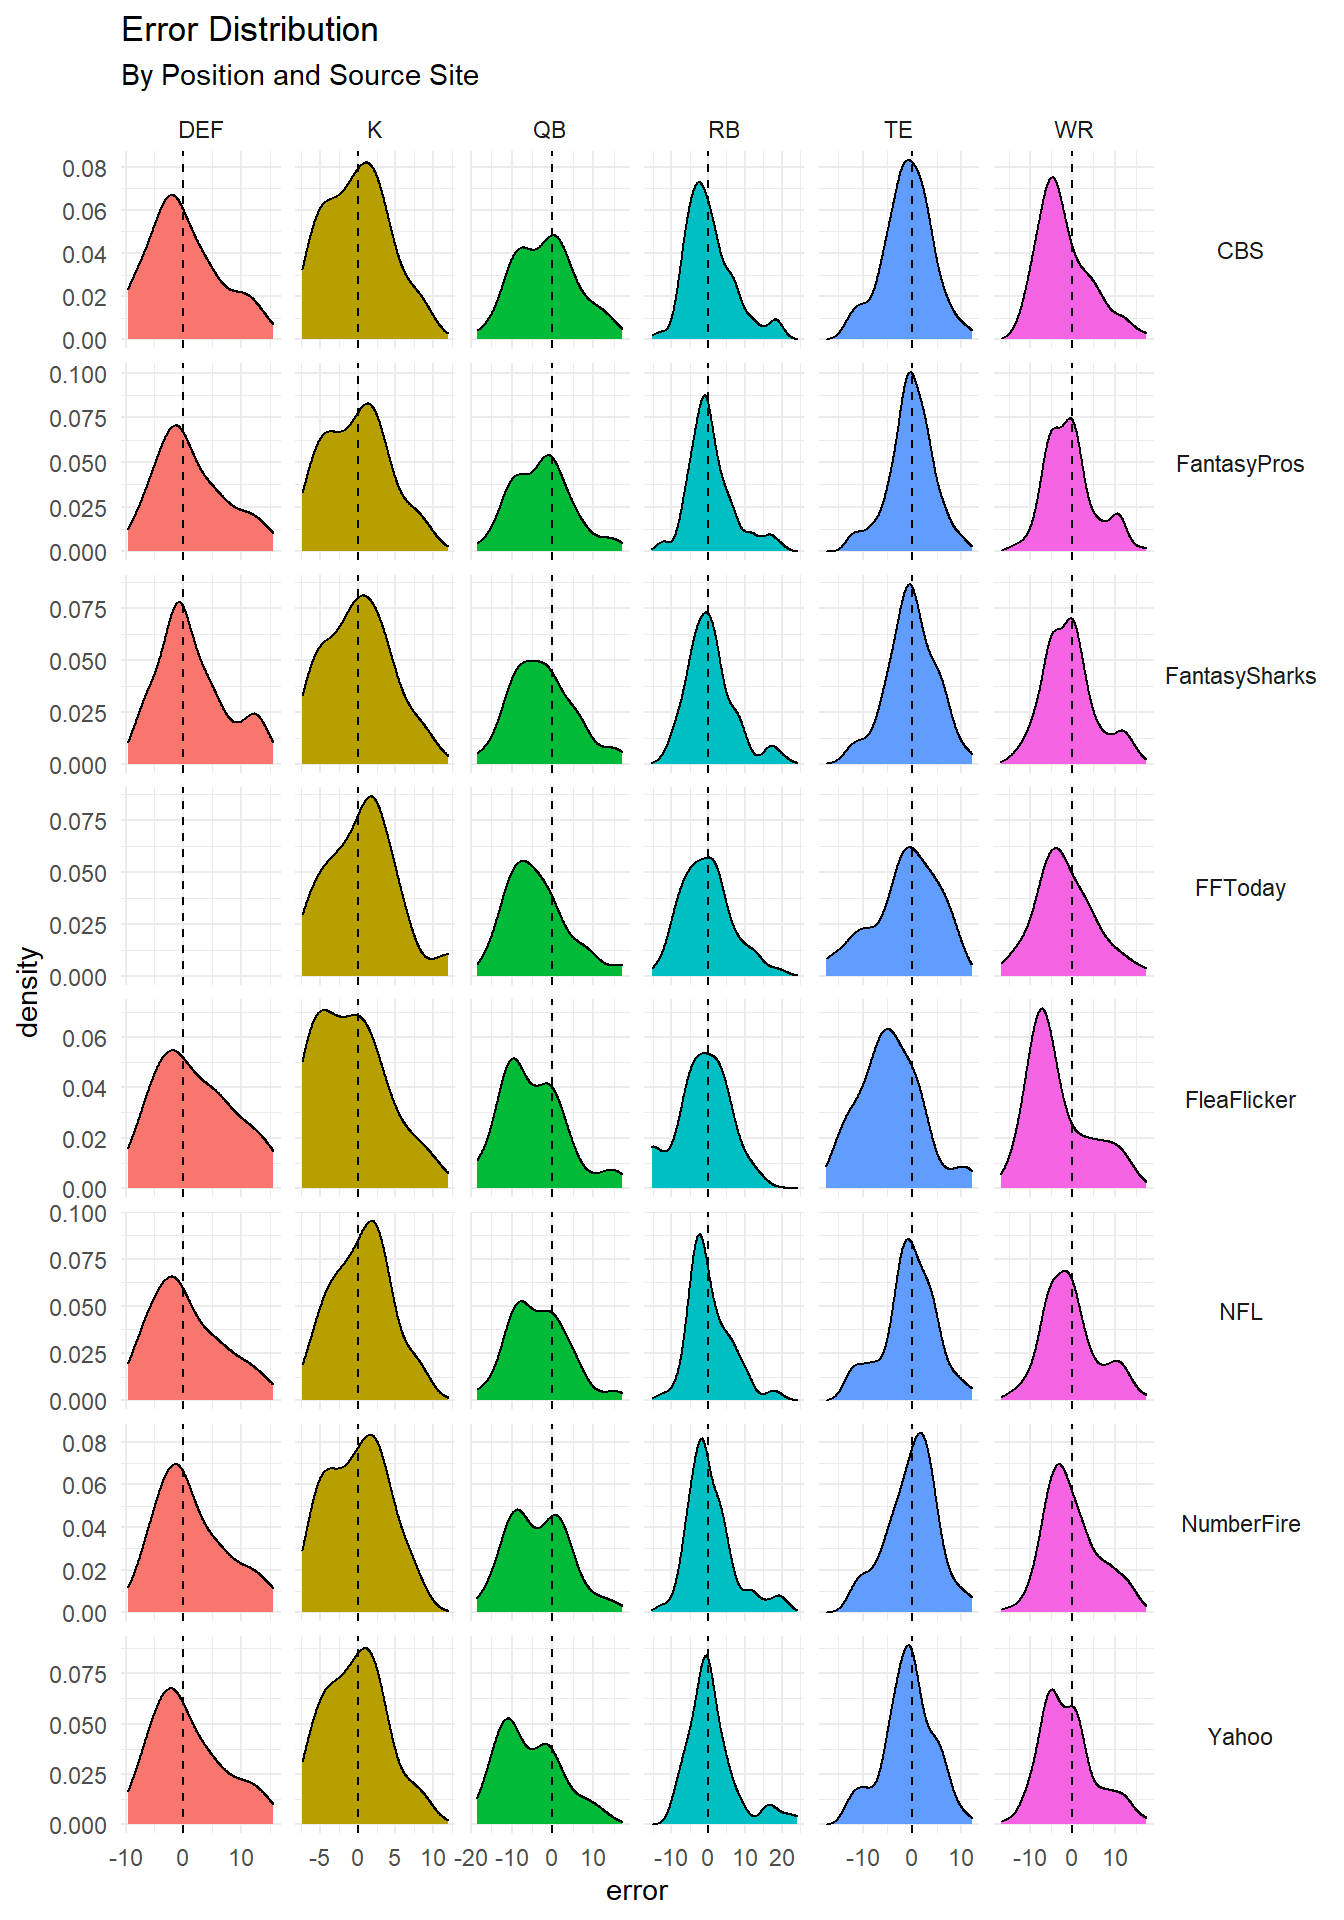 Error Distribution
By Position and Source Site
DEF K QB RB TE WR
0.08
0.06
0.04
0.02
0.00
CBS
0.100
0.075
0.050
0.025
0.000
FantasyPros
0.075
0.050
0.025
0.000
FantasySharks
0.075
0.050
0.025
0.000
FFToday
density
0.06
0.04
0.02
0.00
FleaFlicker
0.100
0.075
0.050
0.025
0.000
NFL
0.08
0.06
0.04
0.02
0.00
NumberFire
0.075
0.050
0.025
0.000
Yahoo
-10 0 10 -5 0 5 10 -20 -10 0 10 -10 0 10 20 -10 0 10 -10 0 10
error